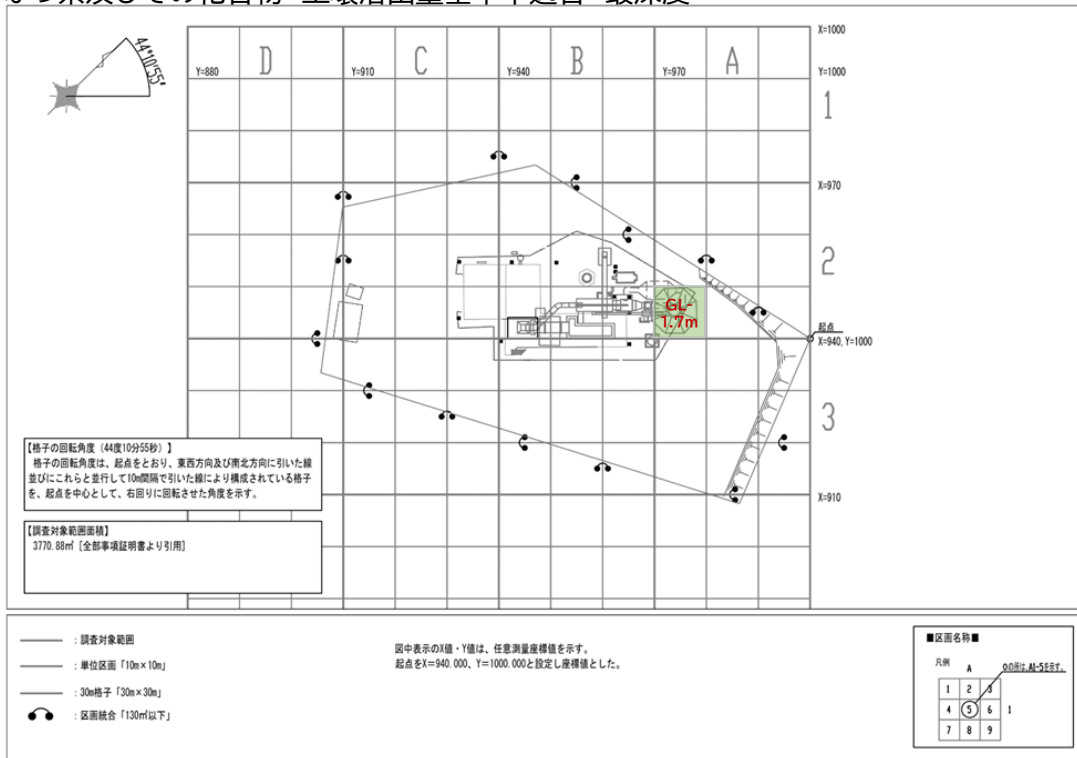 44°10'55"
Y=880
D
Y=910
C
Y=940
B
Y=970
A
X=1000
Y=1000
1
X=970
2
GL-
1.7m
起点
X=940, Y=1000
3
X=910
【格子の回転角度（44度10分55秒）】
格子の回転角度は、起点をとおり、東西方向及び南北方向に引いた線
並びにこれらと並行して10m間隔で引いた線により構成されている格子
を、起点を中心として、右回りに回転させた角度を示す。
【調査対象範囲面積】
3770.88㎡［全部事項証明書より引用］
：調査対象範囲
：単位区画「10m×10m」
：30m格子「30m×30m」
：区画統合「130㎡以下」
図中表示のX値・Y値は、任意測量座標値を示す。
起点をX=940.000、Y=1000.000と設定し座標値とした。
■区画名称■
凡例
A
○の所は、A1-5を示す。
1 2 3
4 5 6 1
7 8 9